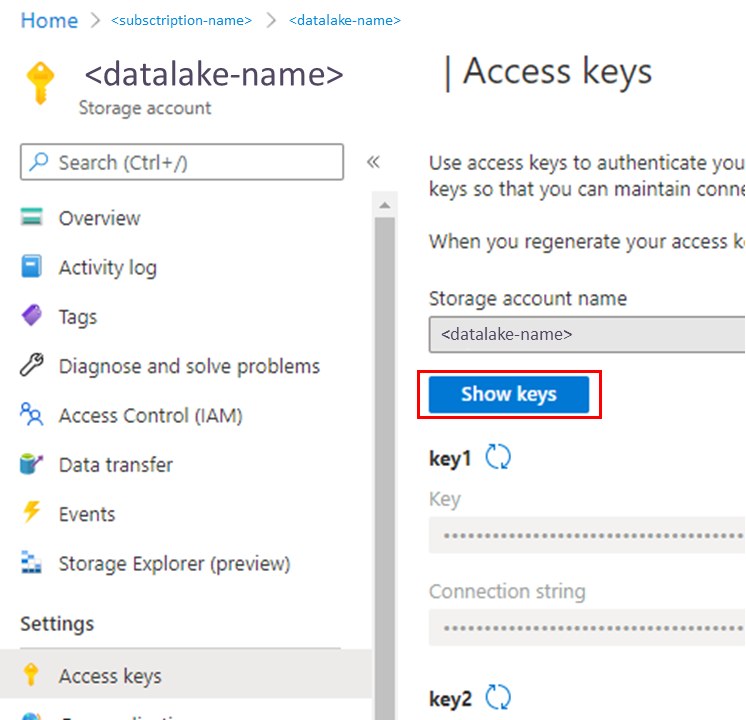 Home > <subsctription-name> > <datalake-name>
<datalake-name>
| Access keys
Storage account
Search (Ctrl+/)
«
Overview
Activity log
Tags
Diagnose and solve problems
Access Control (IAM)
Data transfer
Events
Storage Explorer (preview)
Settings
Access keys
Use access keys to authenticate you
keys so that you can maintain conne
When you regenerate your access k
Storage account name
<datalake-name>
Show keys
key1
Key
Connection string
key2